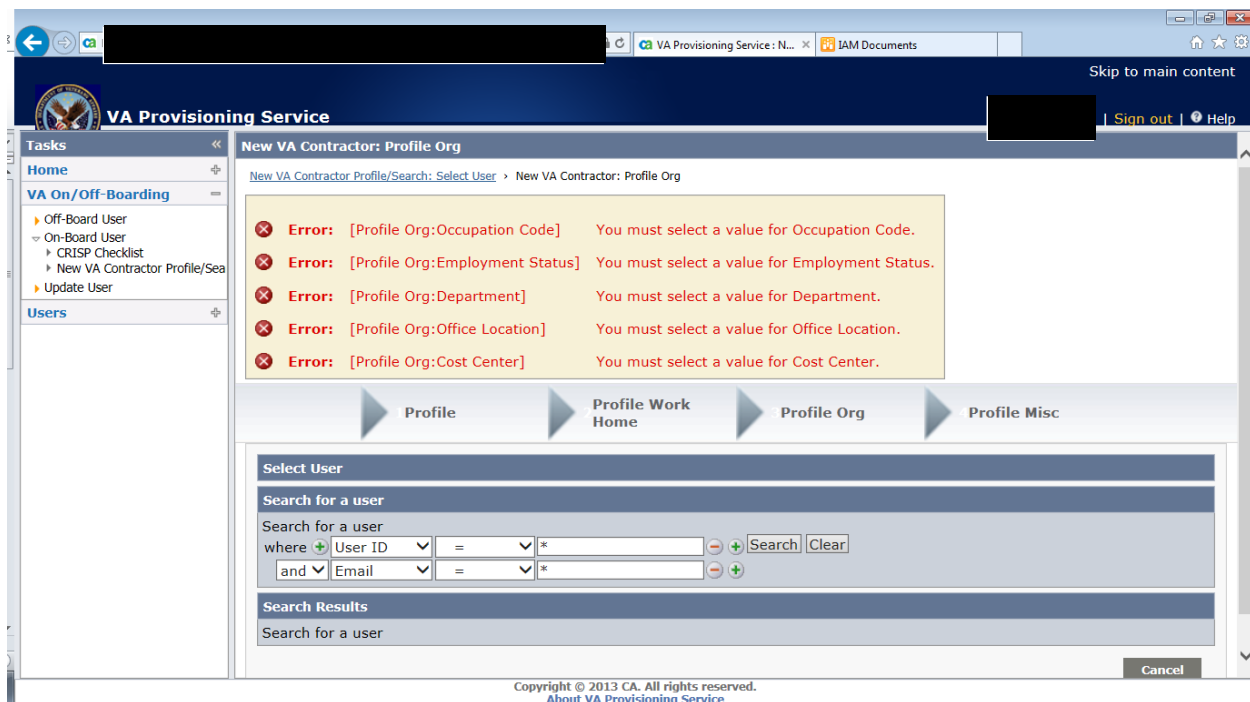 VA Provisioning Service : N... × IAM Documents
Skip to main content
VA Provisioning Service
| Sign out | Help
Tasks «
Home
VA On/Off-Boarding
Off-Board User
On-Board User
CRISP Checklist
New VA Contractor Profile/Sea
Update User
Users
New VA Contractor: Profile Org
New VA Contractor Profile/Search: Select User › New VA Contractor: Profile Org
Error: [Profile Org:Occupation Code] You must select a value for Occupation Code.
Error: [Profile Org:Employment Status] You must select a value for Employment Status.
Error: [Profile Org:Department] You must select a value for Department.
Error: [Profile Org:Office Location] You must select a value for Office Location.
Error: [Profile Org:Cost Center] You must select a value for Cost Center.
Profile
Profile Work Home
Profile Org
Profile Misc
Select User
Search for a user
Search for a user
where User ID = * Search Clear
and Email = *
Search Results
Search for a user
Cancel
Copyright © 2013 CA. All rights reserved.
About VA Provisioning Service